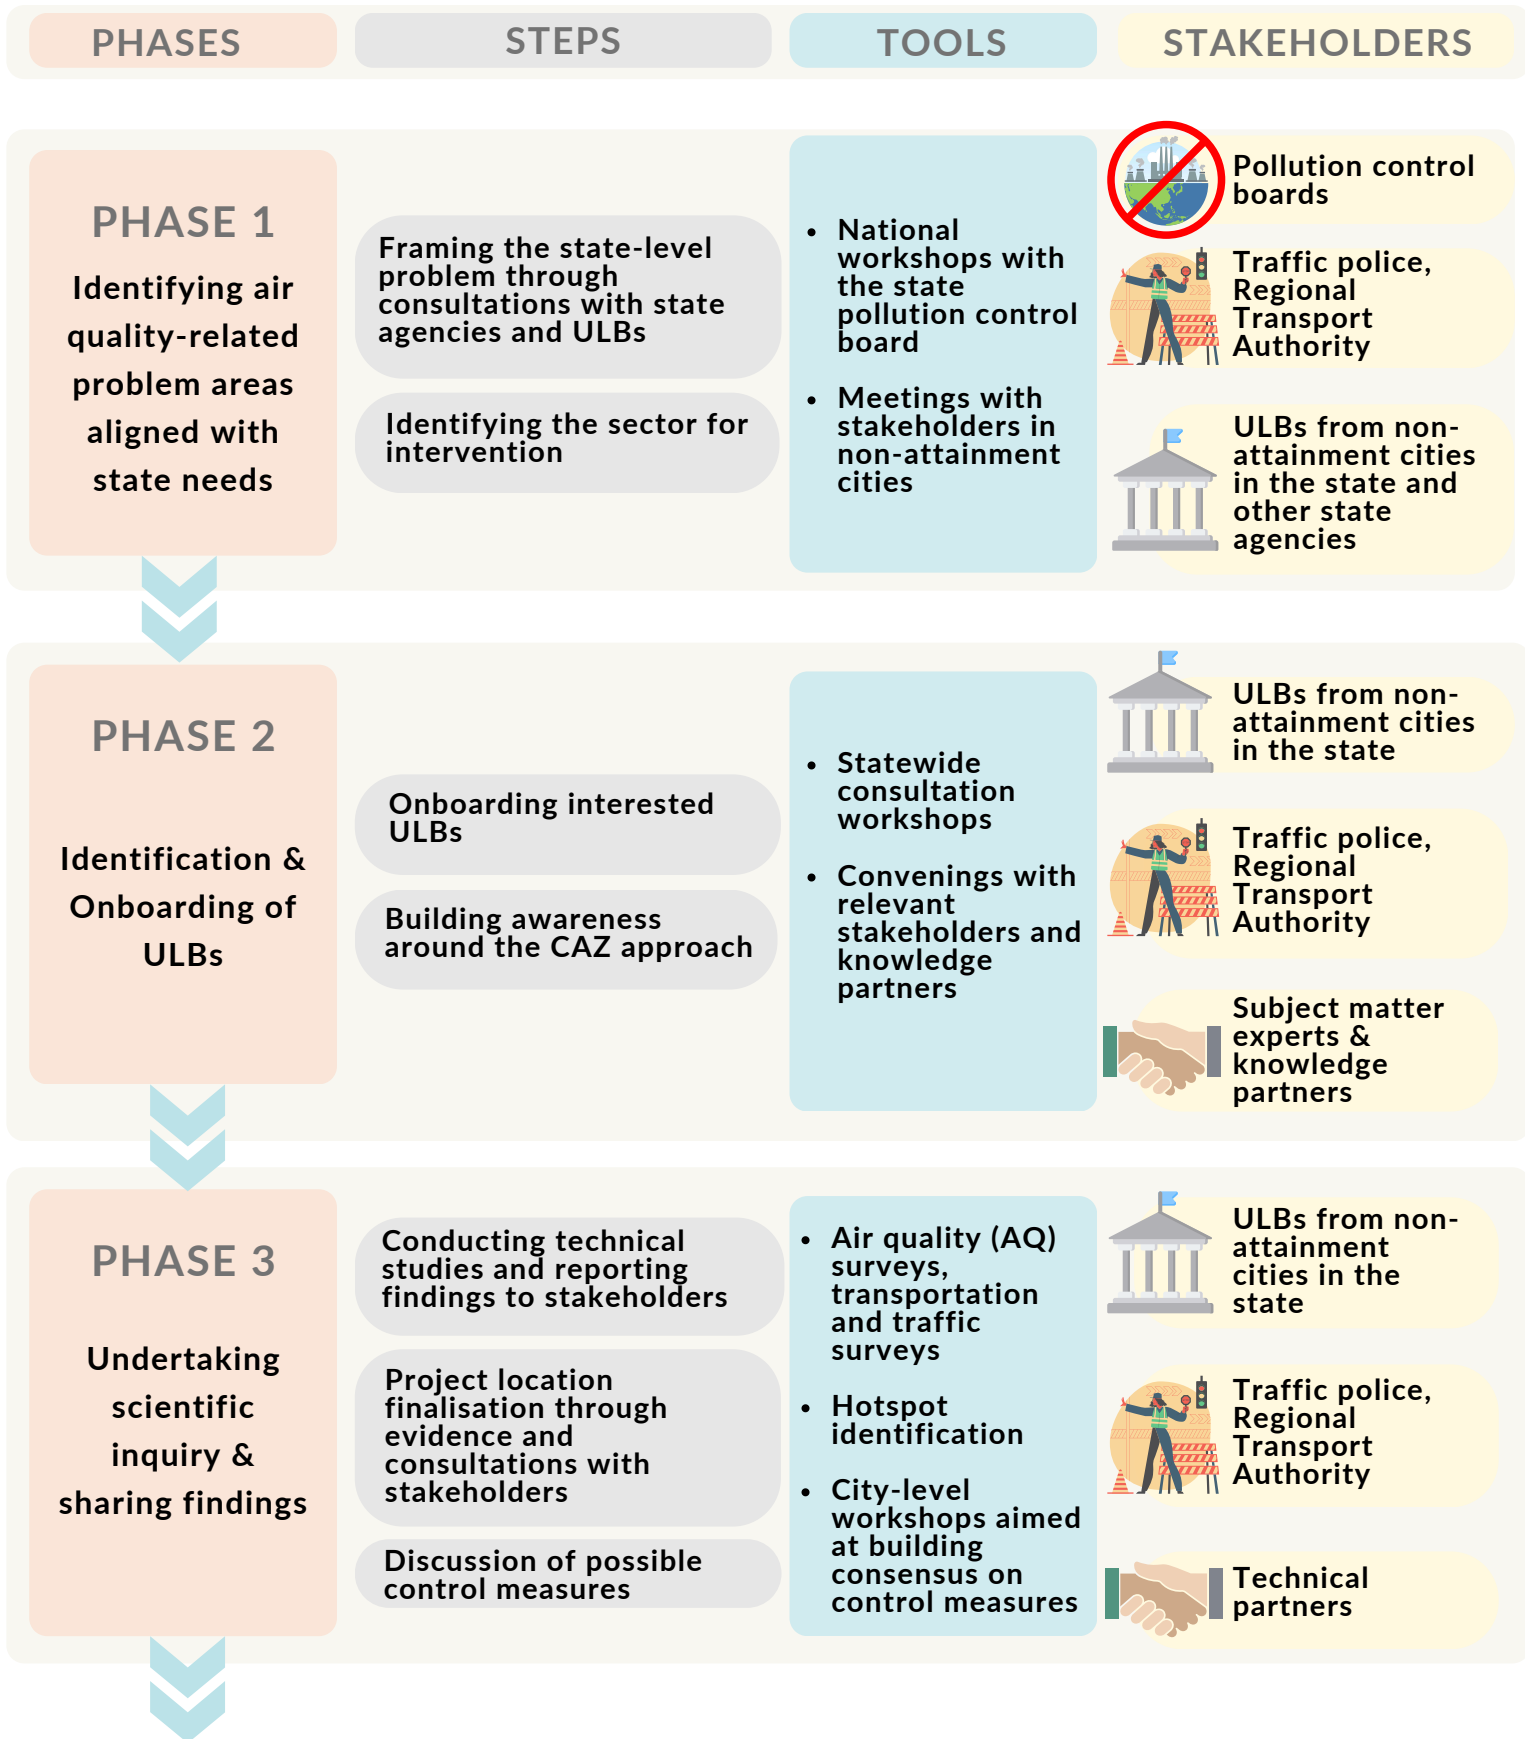 PHASES
STEPS
TOOLS
STAKEHOLDERS
PHASE 1
Identifying air
quality-related
problem areas
aligned with
state needs
Framing the state-level
problem through
consultations with state
agencies and ULBs
Identifying the sector for
intervention
• National
workshops with
the state
pollution control
board
• Meetings with
stakeholders in
non-attainment
cities
Pollution control
boards
Traffic police,
Regional
Transport
Authority
ULBs from non-
attainment cities
in the state and
other state
agencies
PHASE 2
Identification &
Onboarding of
ULBs
Onboarding interested
ULBs
Building awareness
around the CAZ approach
• Statewide
consultation
workshops
• Convenings with
relevant
stakeholders and
knowledge
partners
ULBs from non-
attainment cities
in the state
Traffic police,
Regional
Transport
Authority
Subject matter
experts &
knowledge
partners
PHASE 3
Undertaking
scientific
inquiry &
sharing findings
Conducting technical
studies and reporting
findings to stakeholders
Project location
finalisation through
evidence and
consultations with
stakeholders
Discussion of possible
control measures
• Air quality (AQ)
surveys,
transportation
and traffic
surveys
• Hotspot
identification
• City-level
workshops aimed
at building
consensus on
control measures
ULBs from non-
attainment
cities in the
state
Traffic police,
Regional
Transport
Authority
Technical
partners